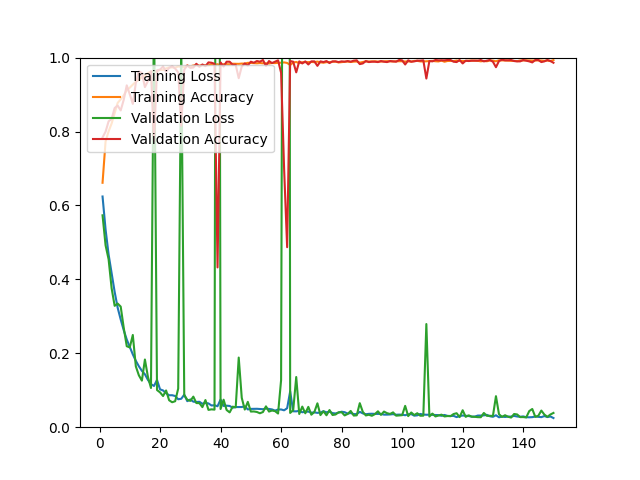 1.0
0.8
0.6
0.4
0.2
0.0
Training Loss
Training Accuracy
Validation Loss
Validation Accuracy
0 20 40 60 80 100 120 140